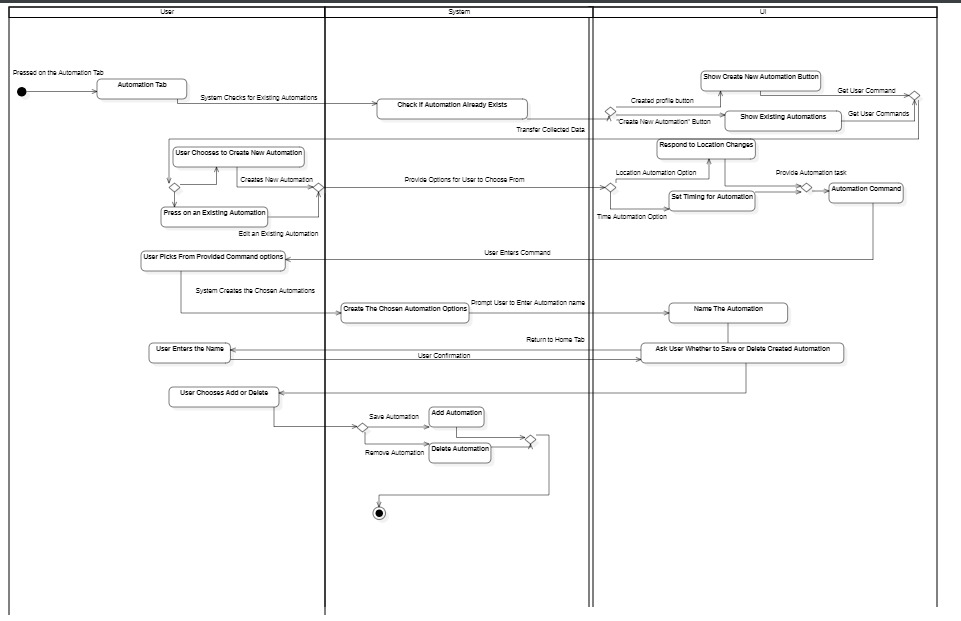 User
System
UI
Pressed on the Automation Tab
Automation Tab
System Checks for Existing Automations
Check If Automation Already Exists
Created profile button
"Create New Automation" Button
Show Create New Automation Button
Get User Command
Show Existing Automations
Get User Commands
Transfer Collected Data
User Chooses to Create New Automation
Creates New Automation
Press on an Existing Automation
Edit an Existing Automation
Provide Options for User to Choose From
Respond to Location Changes
Location Automation Option
Provide Automation task
Set Timing for Automation
Time Automation Option
Automation Command
User Enters Command
User Picks From Provided Command options
System Creates the Chosen Automations
Create The Chosen Automation Options
Prompt User to Enter Automation name
Name The Automation
Return to Home Tab
User Enters the Name
User Confirmation
Ask User Whether to Save or Delete Created Automation
User Chooses Add or Delete
Save Automation
Add Automation
Remove Automation
Delete Automation